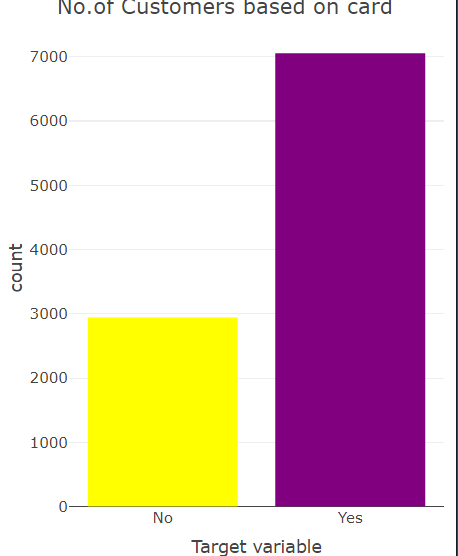 No.of Customers based on card
7000
6000
5000
4000
3000
2000
1000
0
count
No
Yes
Target variable